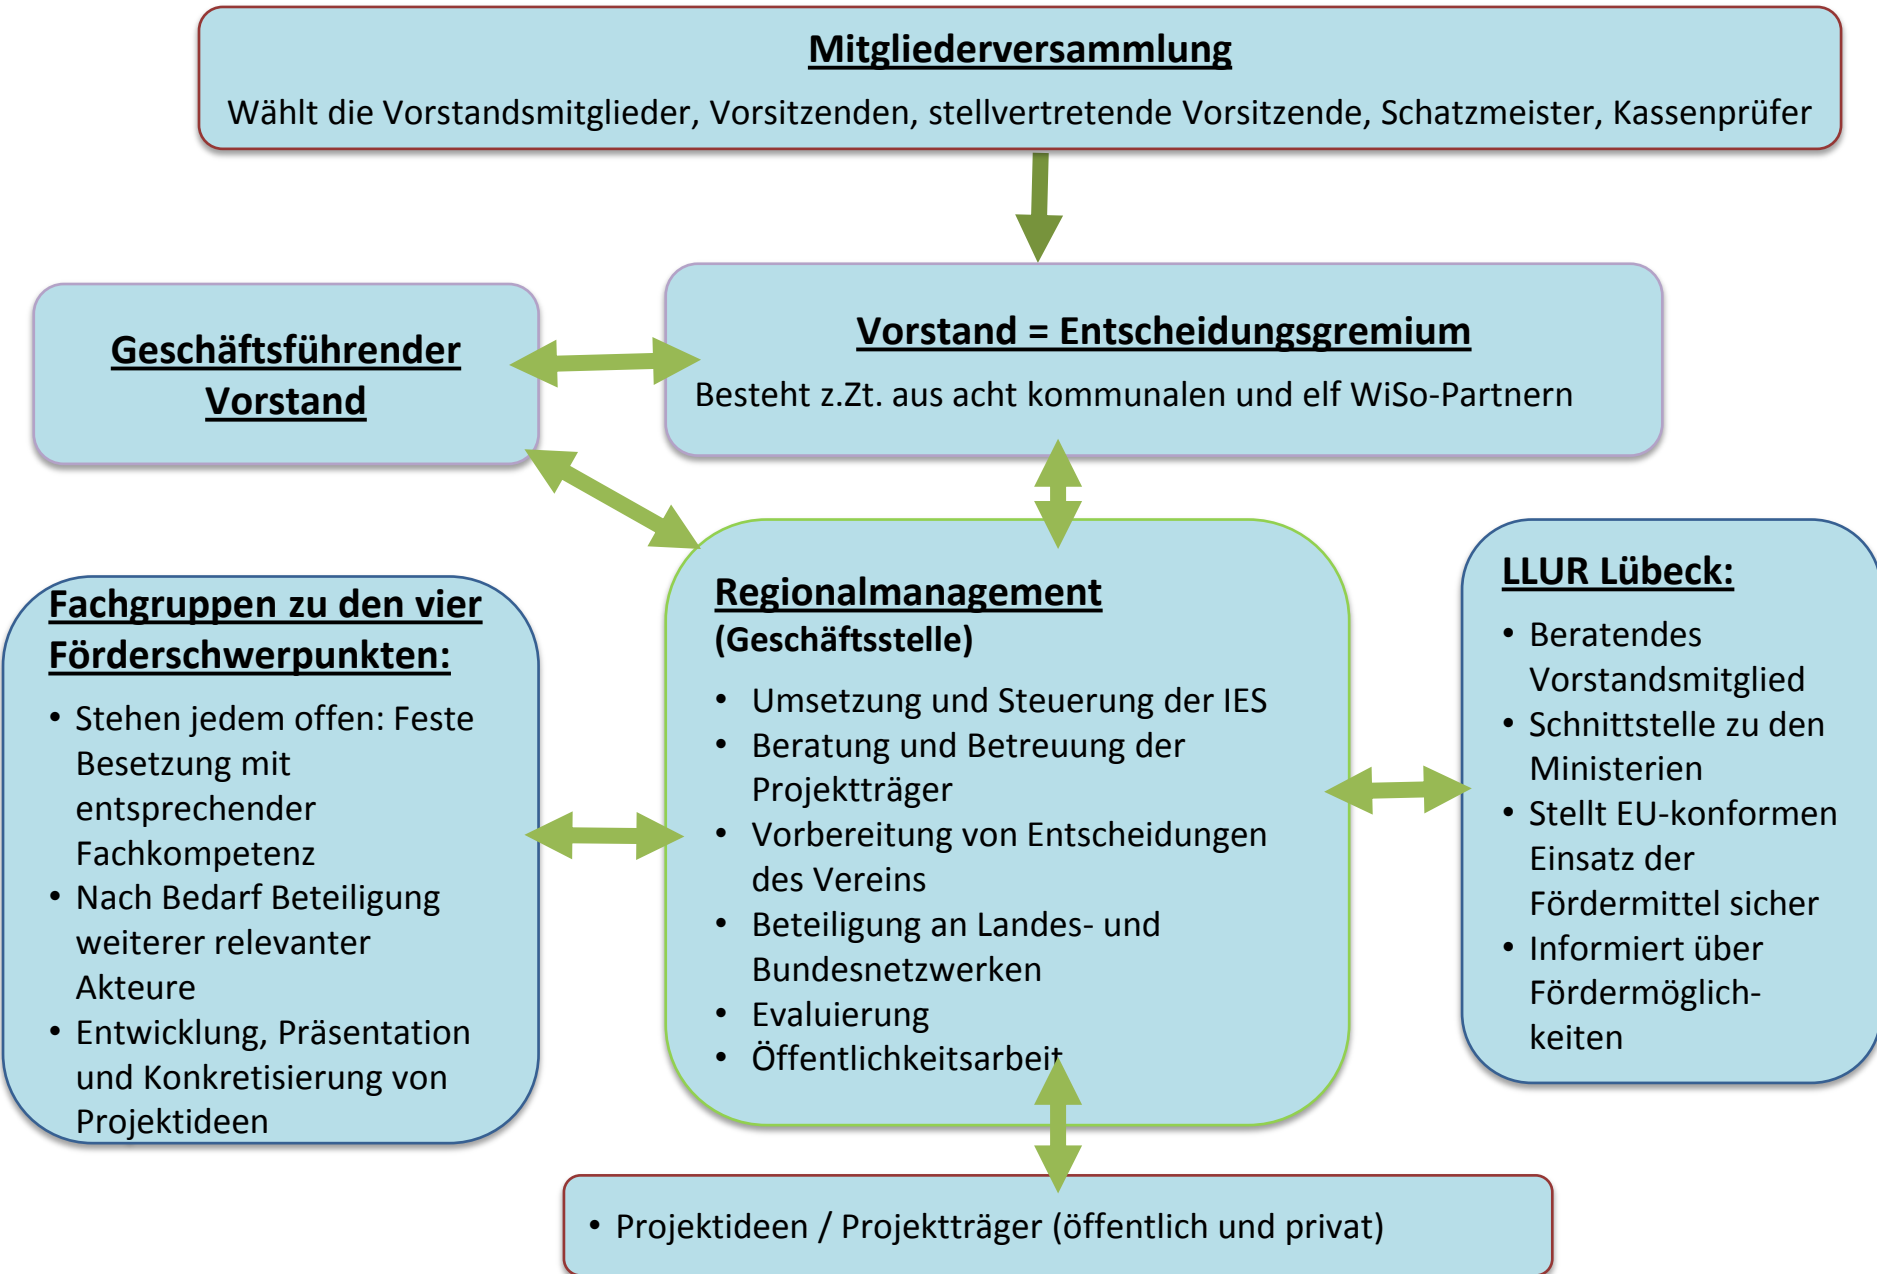 Mitgliederversammlung
Wählt die Vorstandsmitglieder, Vorsitzenden, stellvertretende Vorsitzende, Schatzmeister, Kassenprüfer
Geschäftsführender
Vorstand
Vorstand = Entscheidungsgremium
Besteht z.Zt. aus acht kommunalen und elf WiSo-Partnern
Fachgruppen zu den vier
Förderschwerpunkten:
• Stehen jedem offen: Feste
Besetzung mit
entsprechender
Fachkompetenz
• Nach Bedarf Beteiligung
weiterer relevanter
Akteure
• Entwicklung, Präsentation
und Konkretisierung von
Projektideen
Regionalmanagement
(Geschäftsstelle)
• Umsetzung und Steuerung der IES
• Beratung und Betreuung der
Projektträger
• Vorbereitung von Entscheidungen
des Vereins
• Beteiligung an Landes- und
Bundesnetzwerken
• Evaluierung
• Öffentlichkeitsarbeit
LLUR Lübeck:
• Beratendes
Vorstandsmitglied
• Schnittstelle zu den
Ministerien
• Stellt EU-konformen
Einsatz der
Fördermittel sicher
• Informiert über
Fördermöglich-
keiten
• Projektideen / Projektträger (öffentlich und privat)